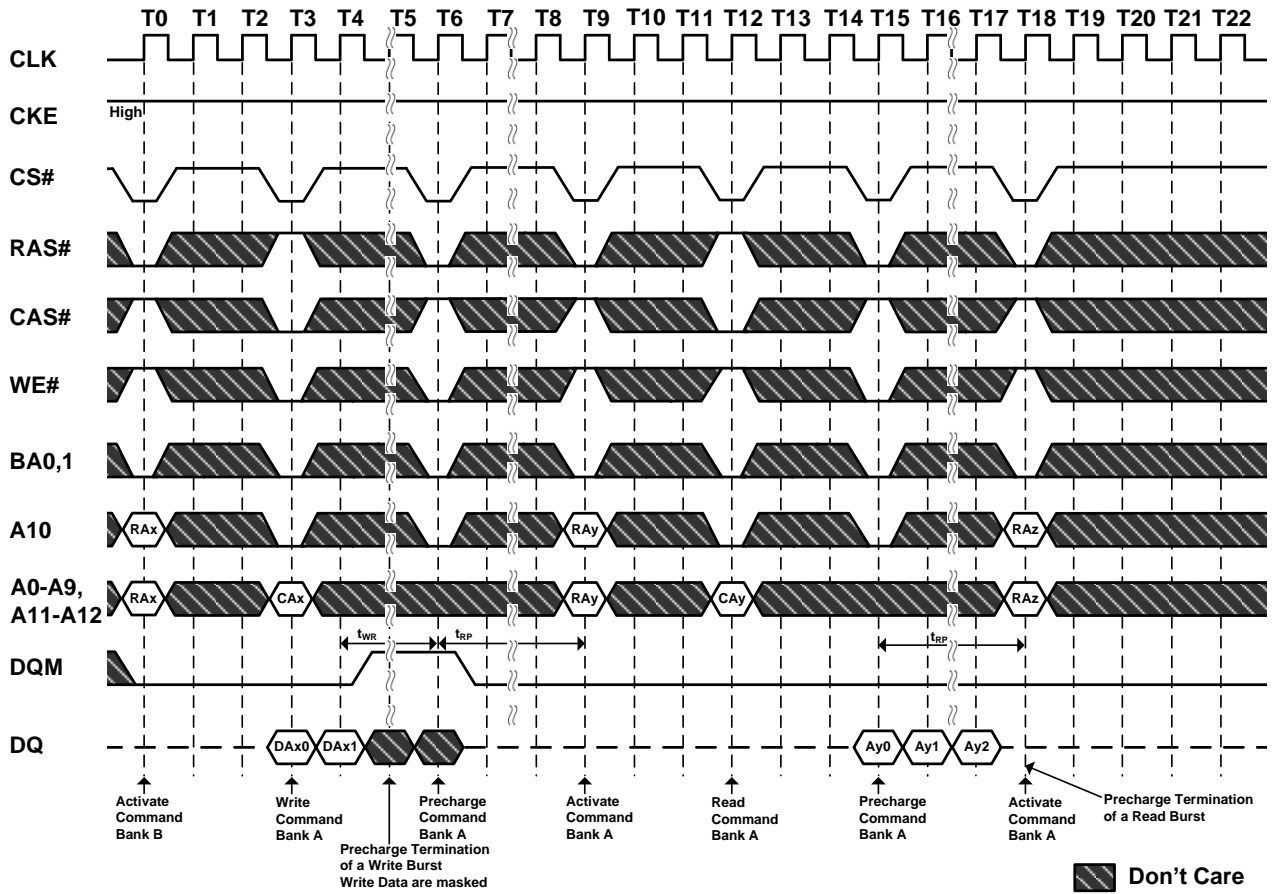 T0 T1 T2 T3 T4 T5 T6 T7 T8 T9 T10 T11 T12 T13 T14 T15 T16 T17 T18 T19 T20 T21 T22
CLK
CKE
High
CS#
RAS#
CAS#
WE#
BA0,1
A10
RAx
RAy
RAz
A0-A9,
A11-A12
RAx
CAx
RAy
CAy
RAz
tWR
tRP
tRP
DQM
DQ
DAx0
DAx1
Ay0
Ay1
Ay2
Activate
Command
Bank B
Write
Command
Bank A
Precharge Termination
of a Write Burst
Write Data are masked
Precharge
Command
Bank A
Activate
Command
Bank A
Read
Command
Bank A
Precharge
Command
Bank A
Activate
Command
Bank A
Precharge Termination
of a Read Burst
Don't Care